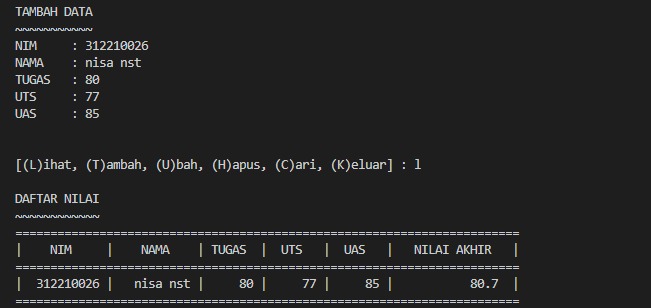 TAMBAH DATA
~~~~~~~~~~~
NIM     : 312210026
NAMA    : nisa nst
TUGAS   : 80
UTS     : 77
UAS     : 85
[(L)ihat, (T)ambah, (U)bah, (H)apus, (C)ari, (K)eluar] : l
DAFTAR NILAI
~~~~~~~~~~~~
========================================================================
|    NIM     |    NAMA    | TUGAS  |  UTS   |  UAS   |   NILAI AKHIR   |
========================================================================
|  312210026 |   nisa nst |     80 |     77 |     85 |           80.7  |
========================================================================